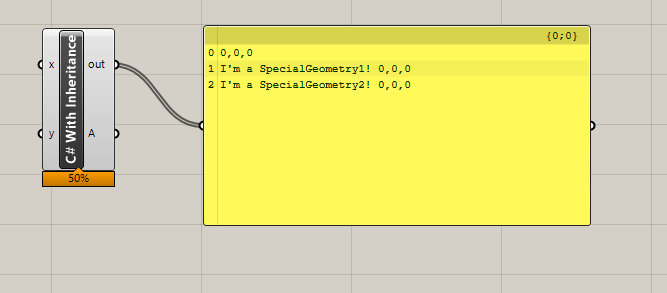 x
y
C# With Inheritance
out
A
50%
{0;0}
0 0,0,0
1 I'm a SpecialGeometry1! 0,0,0
2 I'm a SpecialGeometry2! 0,0,0